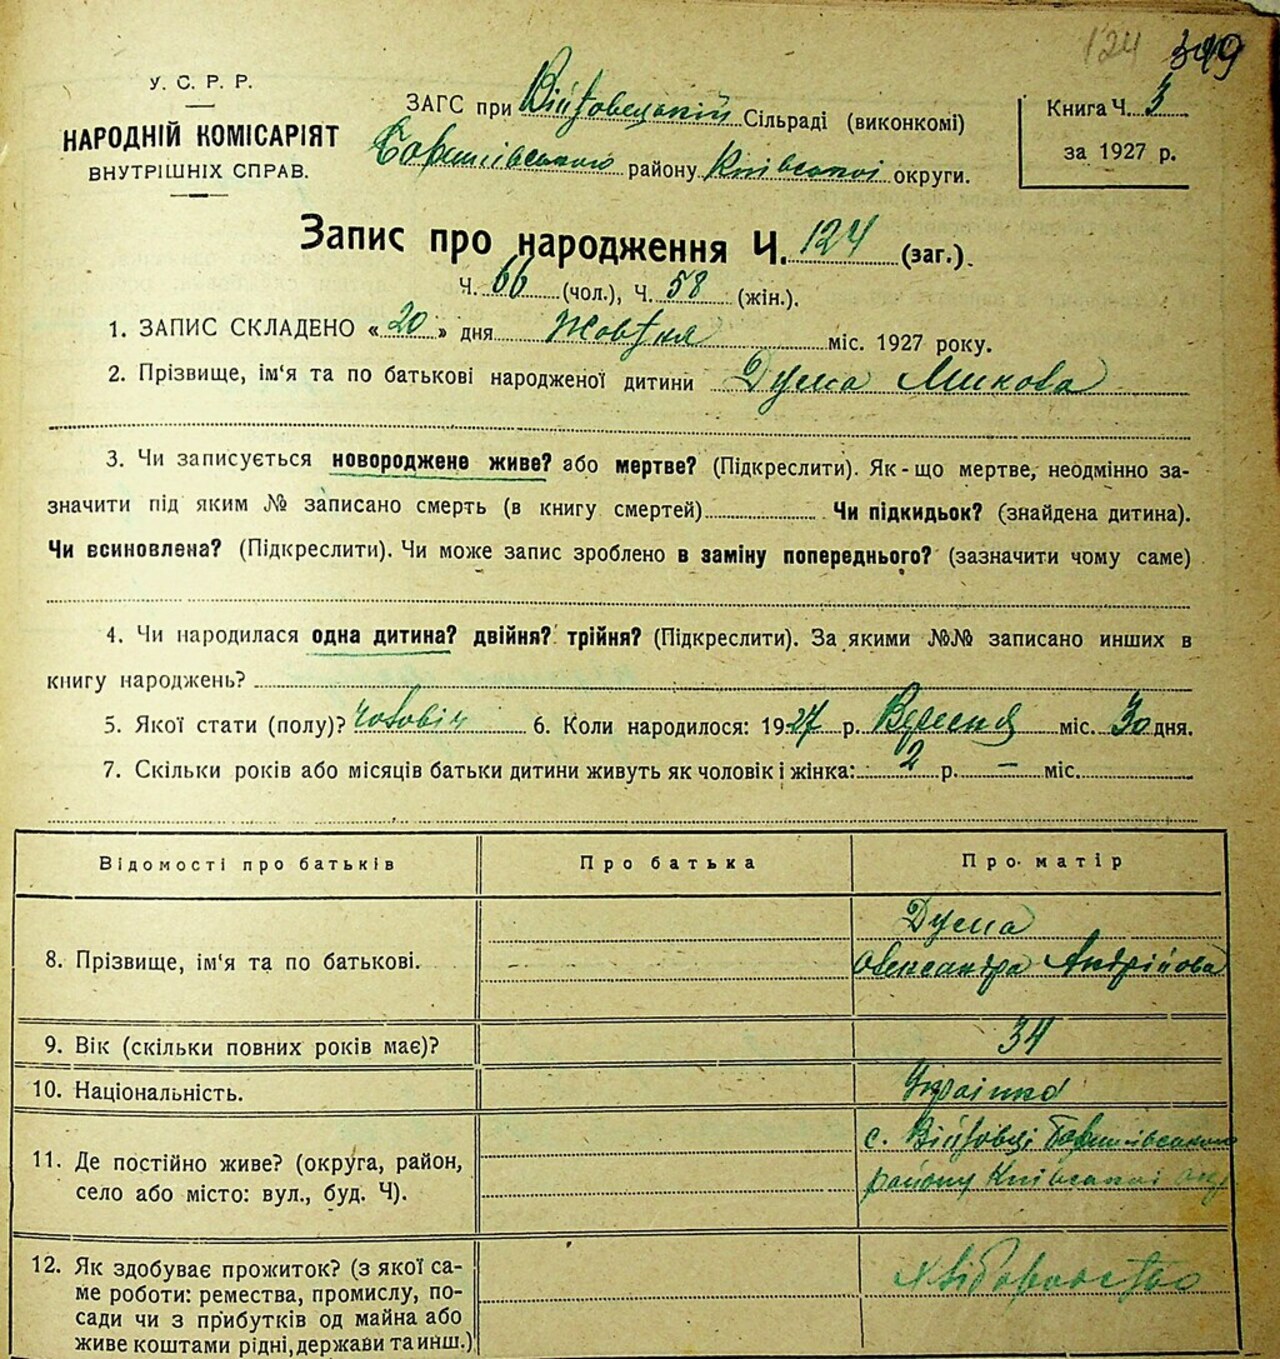 124 349
У. С. Р. Р.
НАРОДНІЙ КОМІСАРІЯТ
ВНУТРІШНІХ СПРАВ.
ЗАГС при Війтовецькій Сільраді (виконкомі)
Баришівського району Київської округи.
Книга Ч. 3
за 1927 р.
Запис про народження Ч. 124 (заг.).
Ч. 66 (чол.), Ч. 58 (жін.).
1. ЗАПИС СКЛАДЕНО « 20 » дня Жовтня міс. 1927 року.
2. Прізвище, ім'я та по батькові народженої дитини Дума Микова
3. Чи записується новороджене живе? або мертве? (Підкреслити). Як-що мертве, неодмінно за-
значити під яким № записано смерть (в книгу смертей) Чи підкидьок? (знайдена дитина).
Чи всиновлена? (Підкреслити). Чи може запис зроблено в заміну попереднього? (зазначити чому саме)
4. Чи народилася одна дитина? двійня? трійня? (Підкреслити). За якими №№ записано инших в
книгу народжень?
5. Якої стати (полу)? Чоловіч 6. Коли народилося: 1927 р. Вересня міс. 30 дня.
7. Скільки років або місяців батьки дитини живуть як чоловік і жінка: 2 р. — міс.
Відомості про батьків Про батька Про матір
8. Прізвище, ім'я та по батькові. Дума
Олександра Андрійова
9. Вік (скільки повних років має)? 34
10. Національність. Українка
11. Де постійно живе? (округа, район,
село або місто: вул., буд. Ч).
с. Війтовці Баришівського
району Київської окр
12. Як здобуває прожиток? (з якої са-
ме роботи: ремества, промислу, по-
сади чи з прибутків од майна або
живе коштами рідні, держави та инш.)
Хліборобство